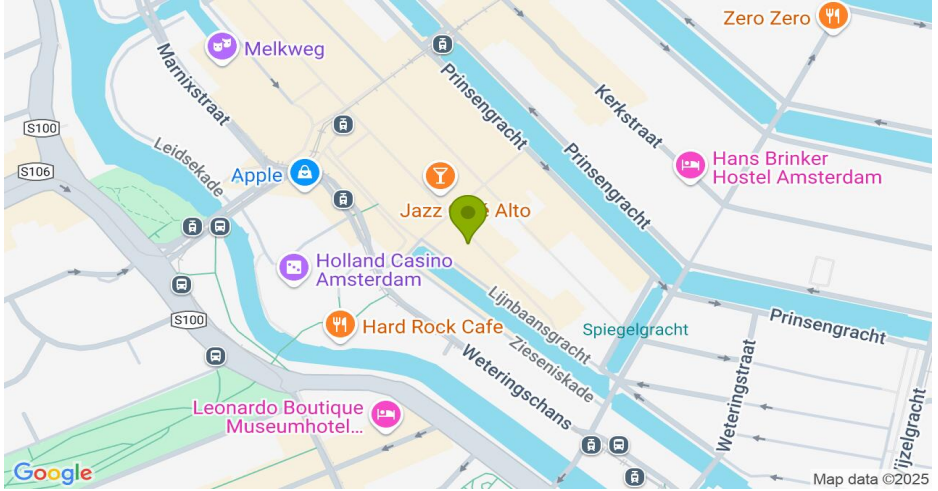 Zero Zero
Melkweg
Marnixstraat
Prinsengracht
Kerkstraat
S100
Leidsekade
Prinsengracht
Hans Brinker
Hostel Amsterdam
S106
Apple
Jazz
Alto
Holland Casino
Amsterdam
Lijnbaansgracht
Spiegelgracht
Prinsengracht
S100
Hard Rock Cafe
Zieseniskade
Weteringschans
Weteringstraat
Leonardo Boutique
Museumhotel...
ijzelgracht
Google
Map data ©2025